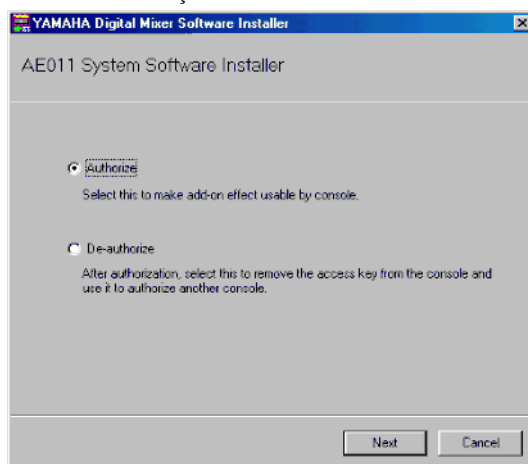 YAMAHA Digital Mixer Software Installer
AE011 System Software Installer
Authorize
Select this to make add-on effect usable by console.
De-authorize
After authorization, select this to remove the access key from the console and
use it to authorize another console.
Next
Cancel